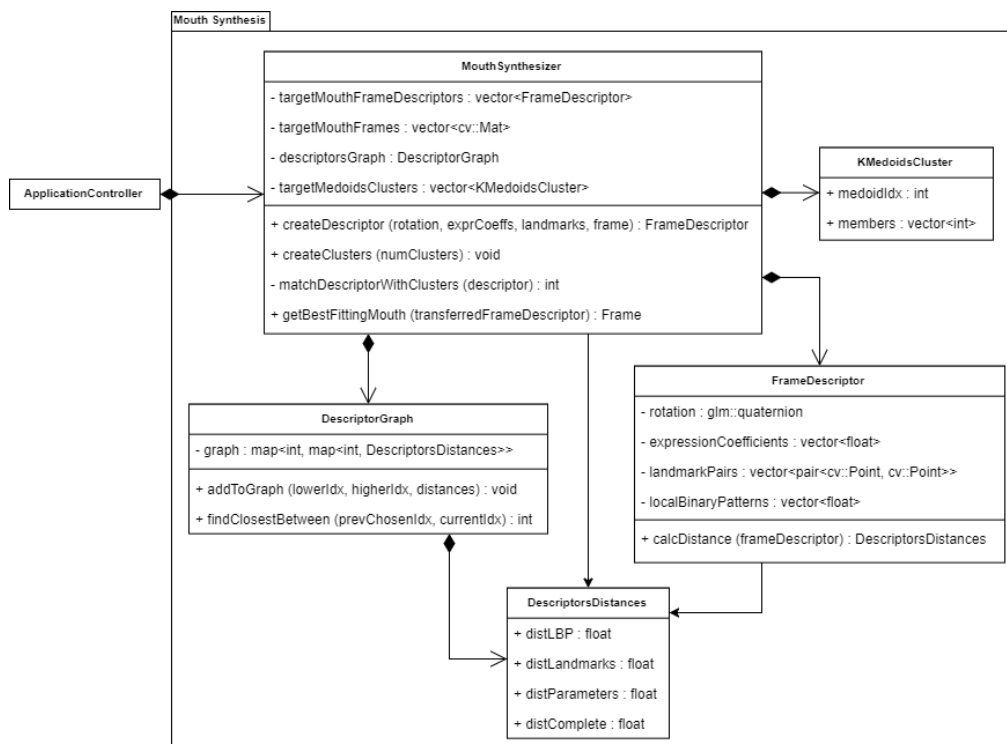 Mouth Synthesis
MouthSynthesizer
- targetMouthFrameDescriptors : vector<FrameDescriptor>
- targetMouthFrames : vector<cv::Mat>
- descriptorsGraph : DescriptorGraph
- targetMedoidsClusters : vector<KMedoidsCluster>
+ createDescriptor (rotation, exprCoeffs, landmarks, frame) : FrameDescriptor
+ createClusters (numClusters) : void
- matchDescriptorWithClusters (descriptor) : int
+ getBestFittingMouth (transferredFrameDescriptor) : Frame
ApplicationController
KMedoidsCluster
+ medoidIdx : int
+ members : vector<int>
FrameDescriptor
- rotation : glm::quaternion
- expressionCoefficients : vector<float>
- landmarkPairs : vector<pair<cv::Point, cv::Point>>
- localBinaryPatterns : vector<float>
+ calcDistance (frameDescriptor) : DescriptorsDistances
DescriptorGraph
- graph : map<int, map<int, DescriptorsDistances>>
+ addToGraph (lowerIdx, higherIdx, distances) : void
+ findClosestBetween (prevChosenIdx, currentIdx) : int
DescriptorsDistances
+ distLBP : float
+ distLandmarks : float
+ distParameters : float
+ distComplete : float